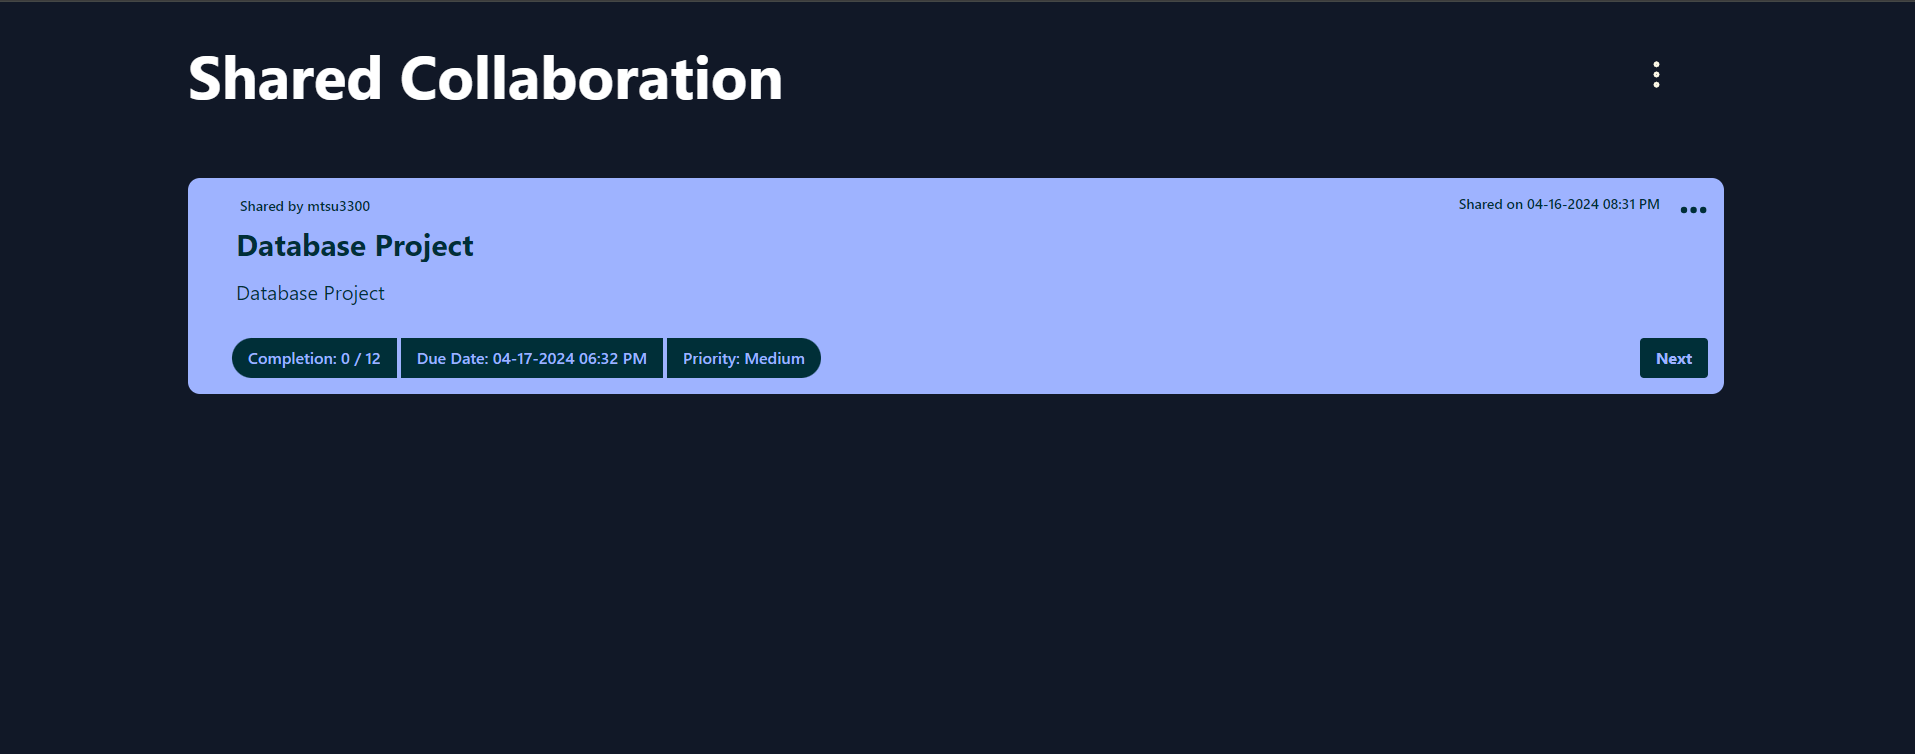 Shared Collaboration
Shared by mtsu3300
Shared on 04-16-2024 08:31 PM
Database Project
Database Project
Completion: 0 / 12
Due Date: 04-17-2024 06:32 PM
Priority: Medium
Next